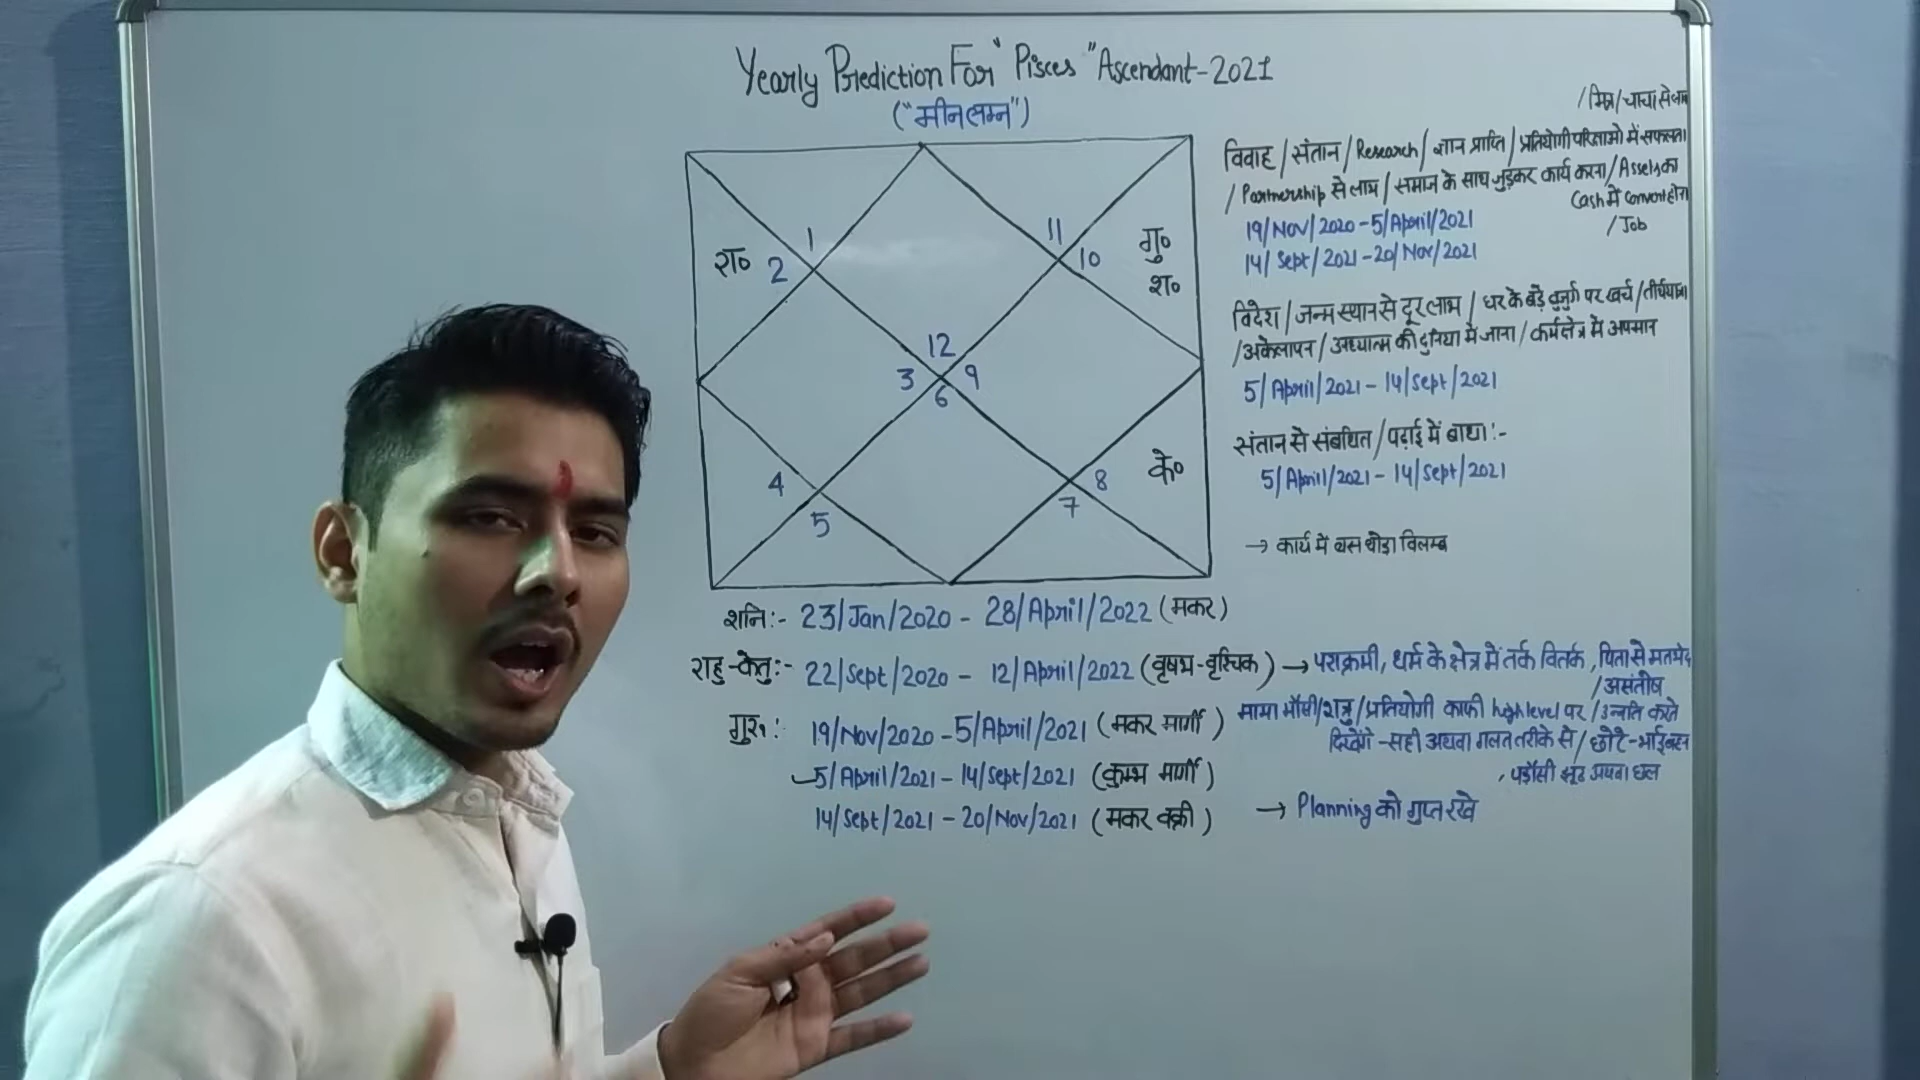 Yearly Prediction For "Pisces" Ascendant-2021
("मीन लग्न")
/मित्र/चाचा से लाभ
विवाह/संतान/Research/ज्ञान प्राप्ति/प्रतियोगी परिक्षाओ में सफलता
/Partnership से लाभ/समाज के साथ जुड़कर कार्य करना/Assets का
Cash में convert होना
/Job
19/Nov/2020-5/April/2021
14/Sept/2021-20/Nov/2021
1
11
रा० 2
10 गु०
श०
12
3 9
6
4
8 के०
5
7
विदेश/जन्म स्थान से दूर लाभ/घर के बड़े बुजुर्ग पर खर्च/तीर्थयात्रा
/अकेलापन/अध्यात्म की दुनिया में जाना/कर्मक्षेत्र में अपमान
5/April/2021-14/Sept/2021
संतान से संबधित/पढ़ाई में बाधा:-
5/April/2021-14/Sept/2021
→ कार्य में बस थोड़ा विलम्ब
शनि:- 23/Jan/2020 - 28/April/2022 (मकर)
राहु-केतु:- 22/Sept/2020 - 12/April/2022 (वृषभ-वृश्चिक) → पराक्रमी, धर्म के क्षेत्र में तर्क वितर्क, पिता से मतभेद
/असंतोष
मामा मौसी/शत्रु/प्रतियोगी काफी high level पर/उन्नति करते
दिखेंगे-सही अथवा गलत तरीके से/छोटे-भाई बहन
, पड़ौसी झूठ अथवा छल
गुरु: 19/Nov/2020-5/April/2021 (मकर मार्गी)
5/April/2021-14/Sept/2021 (कुम्भ मार्गी)
14/Sept/2021-20/Nov/2021 (मकर वक्री)
→ Planning को गुप्त रखे